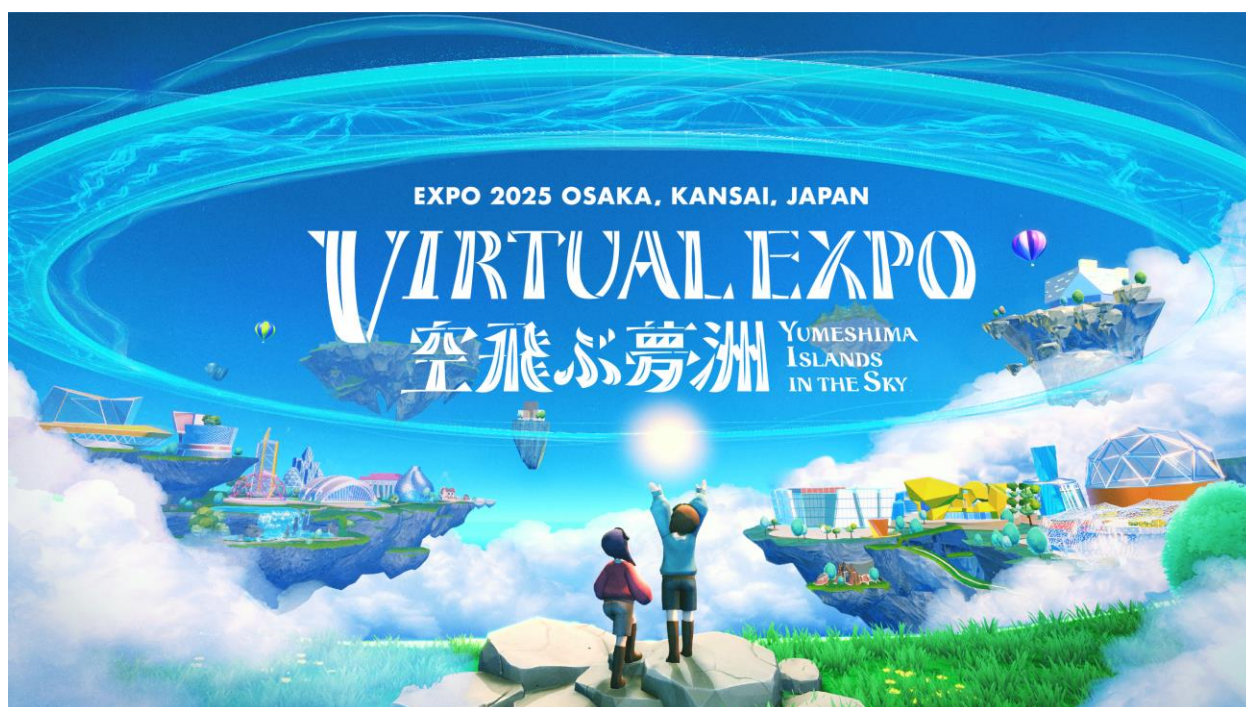 EXPO 2025 OSAKA, KANSAI, JAPAN
VIRTUAL EXPO
空飛ぶ夢洲
YUMESHIMA
ISLANDS
IN THE SKY